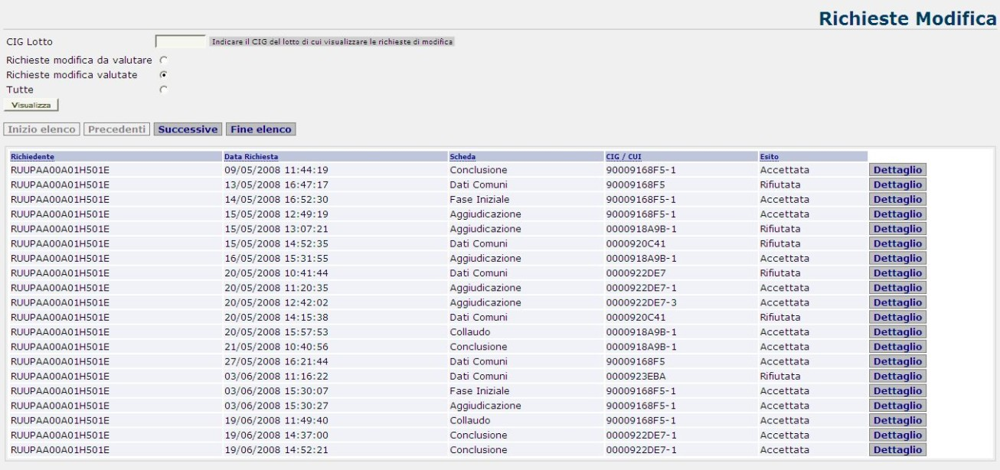 Richieste Modifica
CIG Lotto Indicare il CIG del lotto di cui visualizzare le richieste di modifica
Richieste modifica da valutare
Richieste modifica valutate
Tutte
Visualizza
Inizio elenco Precedenti Successive Fine elenco
Richiedente Data Richiesta Scheda CIG / CUI Esito
RUUPAA00A01H501E 09/05/2008 11:44:19 Conclusione 90009168F5-1 Accettata Dettaglio
RUUPAA00A01H501E 13/05/2008 16:47:17 Dati Comuni 90009168F5 Rifiutata Dettaglio
RUUPAA00A01H501E 14/05/2008 16:52:30 Fase Iniziale 90009168F5-1 Accettata Dettaglio
RUUPAA00A01H501E 15/05/2008 12:49:19 Aggiudicazione 90009168F5-1 Accettata Dettaglio
RUUPAA00A01H501E 15/05/2008 13:07:21 Aggiudicazione 0000918A9B-1 Rifiutata Dettaglio
RUUPAA00A01H501E 15/05/2008 14:52:35 Dati Comuni 0000920C41 Rifiutata Dettaglio
RUUPAA00A01H501E 16/05/2008 15:31:55 Aggiudicazione 0000918A9B-1 Accettata Dettaglio
RUUPAA00A01H501E 20/05/2008 10:41:44 Dati Comuni 0000922DE7 Rifiutata Dettaglio
RUUPAA00A01H501E 20/05/2008 11:20:35 Aggiudicazione 0000922DE7-1 Accettata Dettaglio
RUUPAA00A01H501E 20/05/2008 12:42:02 Aggiudicazione 0000922DE7-3 Accettata Dettaglio
RUUPAA00A01H501E 20/05/2008 14:15:38 Dati Comuni 0000920C41 Rifiutata Dettaglio
RUUPAA00A01H501E 20/05/2008 15:57:53 Collaudo 0000918A9B-1 Accettata Dettaglio
RUUPAA00A01H501E 21/05/2008 10:40:56 Conclusione 0000918A9B-1 Accettata Dettaglio
RUUPAA00A01H501E 27/05/2008 16:21:44 Dati Comuni 90009168F5 Accettata Dettaglio
RUUPAA00A01H501E 03/06/2008 11:16:22 Dati Comuni 0000923EBA Rifiutata Dettaglio
RUUPAA00A01H501E 03/06/2008 15:30:07 Fase Iniziale 90009168F5-1 Accettata Dettaglio
RUUPAA00A01H501E 03/06/2008 15:30:27 Aggiudicazione 90009168F5-1 Accettata Dettaglio
RUUPAA00A01H501E 19/06/2008 11:49:40 Collaudo 90009168F5-1 Accettata Dettaglio
RUUPAA00A01H501E 19/06/2008 14:37:00 Conclusione 0000922DE7-1 Accettata Dettaglio
RUUPAA00A01H501E 19/06/2008 14:52:21 Conclusione 0000922DE7-1 Accettata Dettaglio